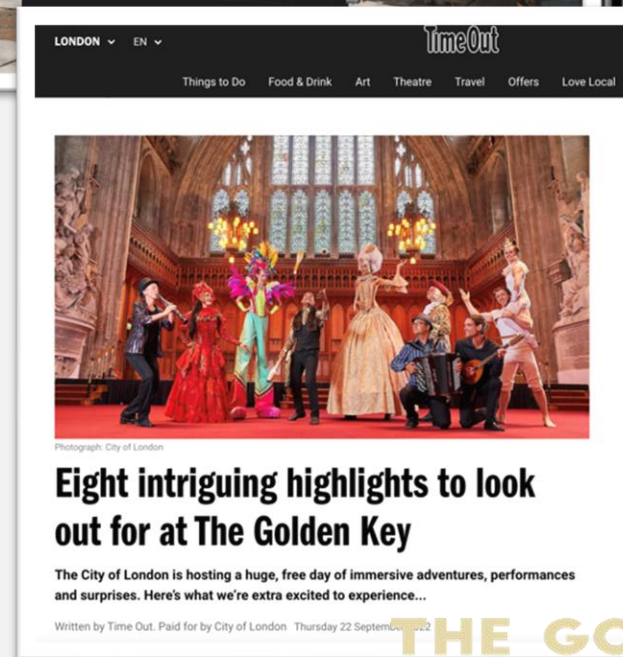 LONDON EN
TimeOut
Things to Do Food & Drink Art Theatre Travel Offers Love Local
Photograph: City of London
Eight intriguing highlights to look
out for at The Golden Key
The City of London is hosting a huge, free day of immersive adventures, performances
and surprises. Here's what we're extra excited to experience...
Written by Time Out. Paid for by City of London Thursday 22 September 2022
THE GO